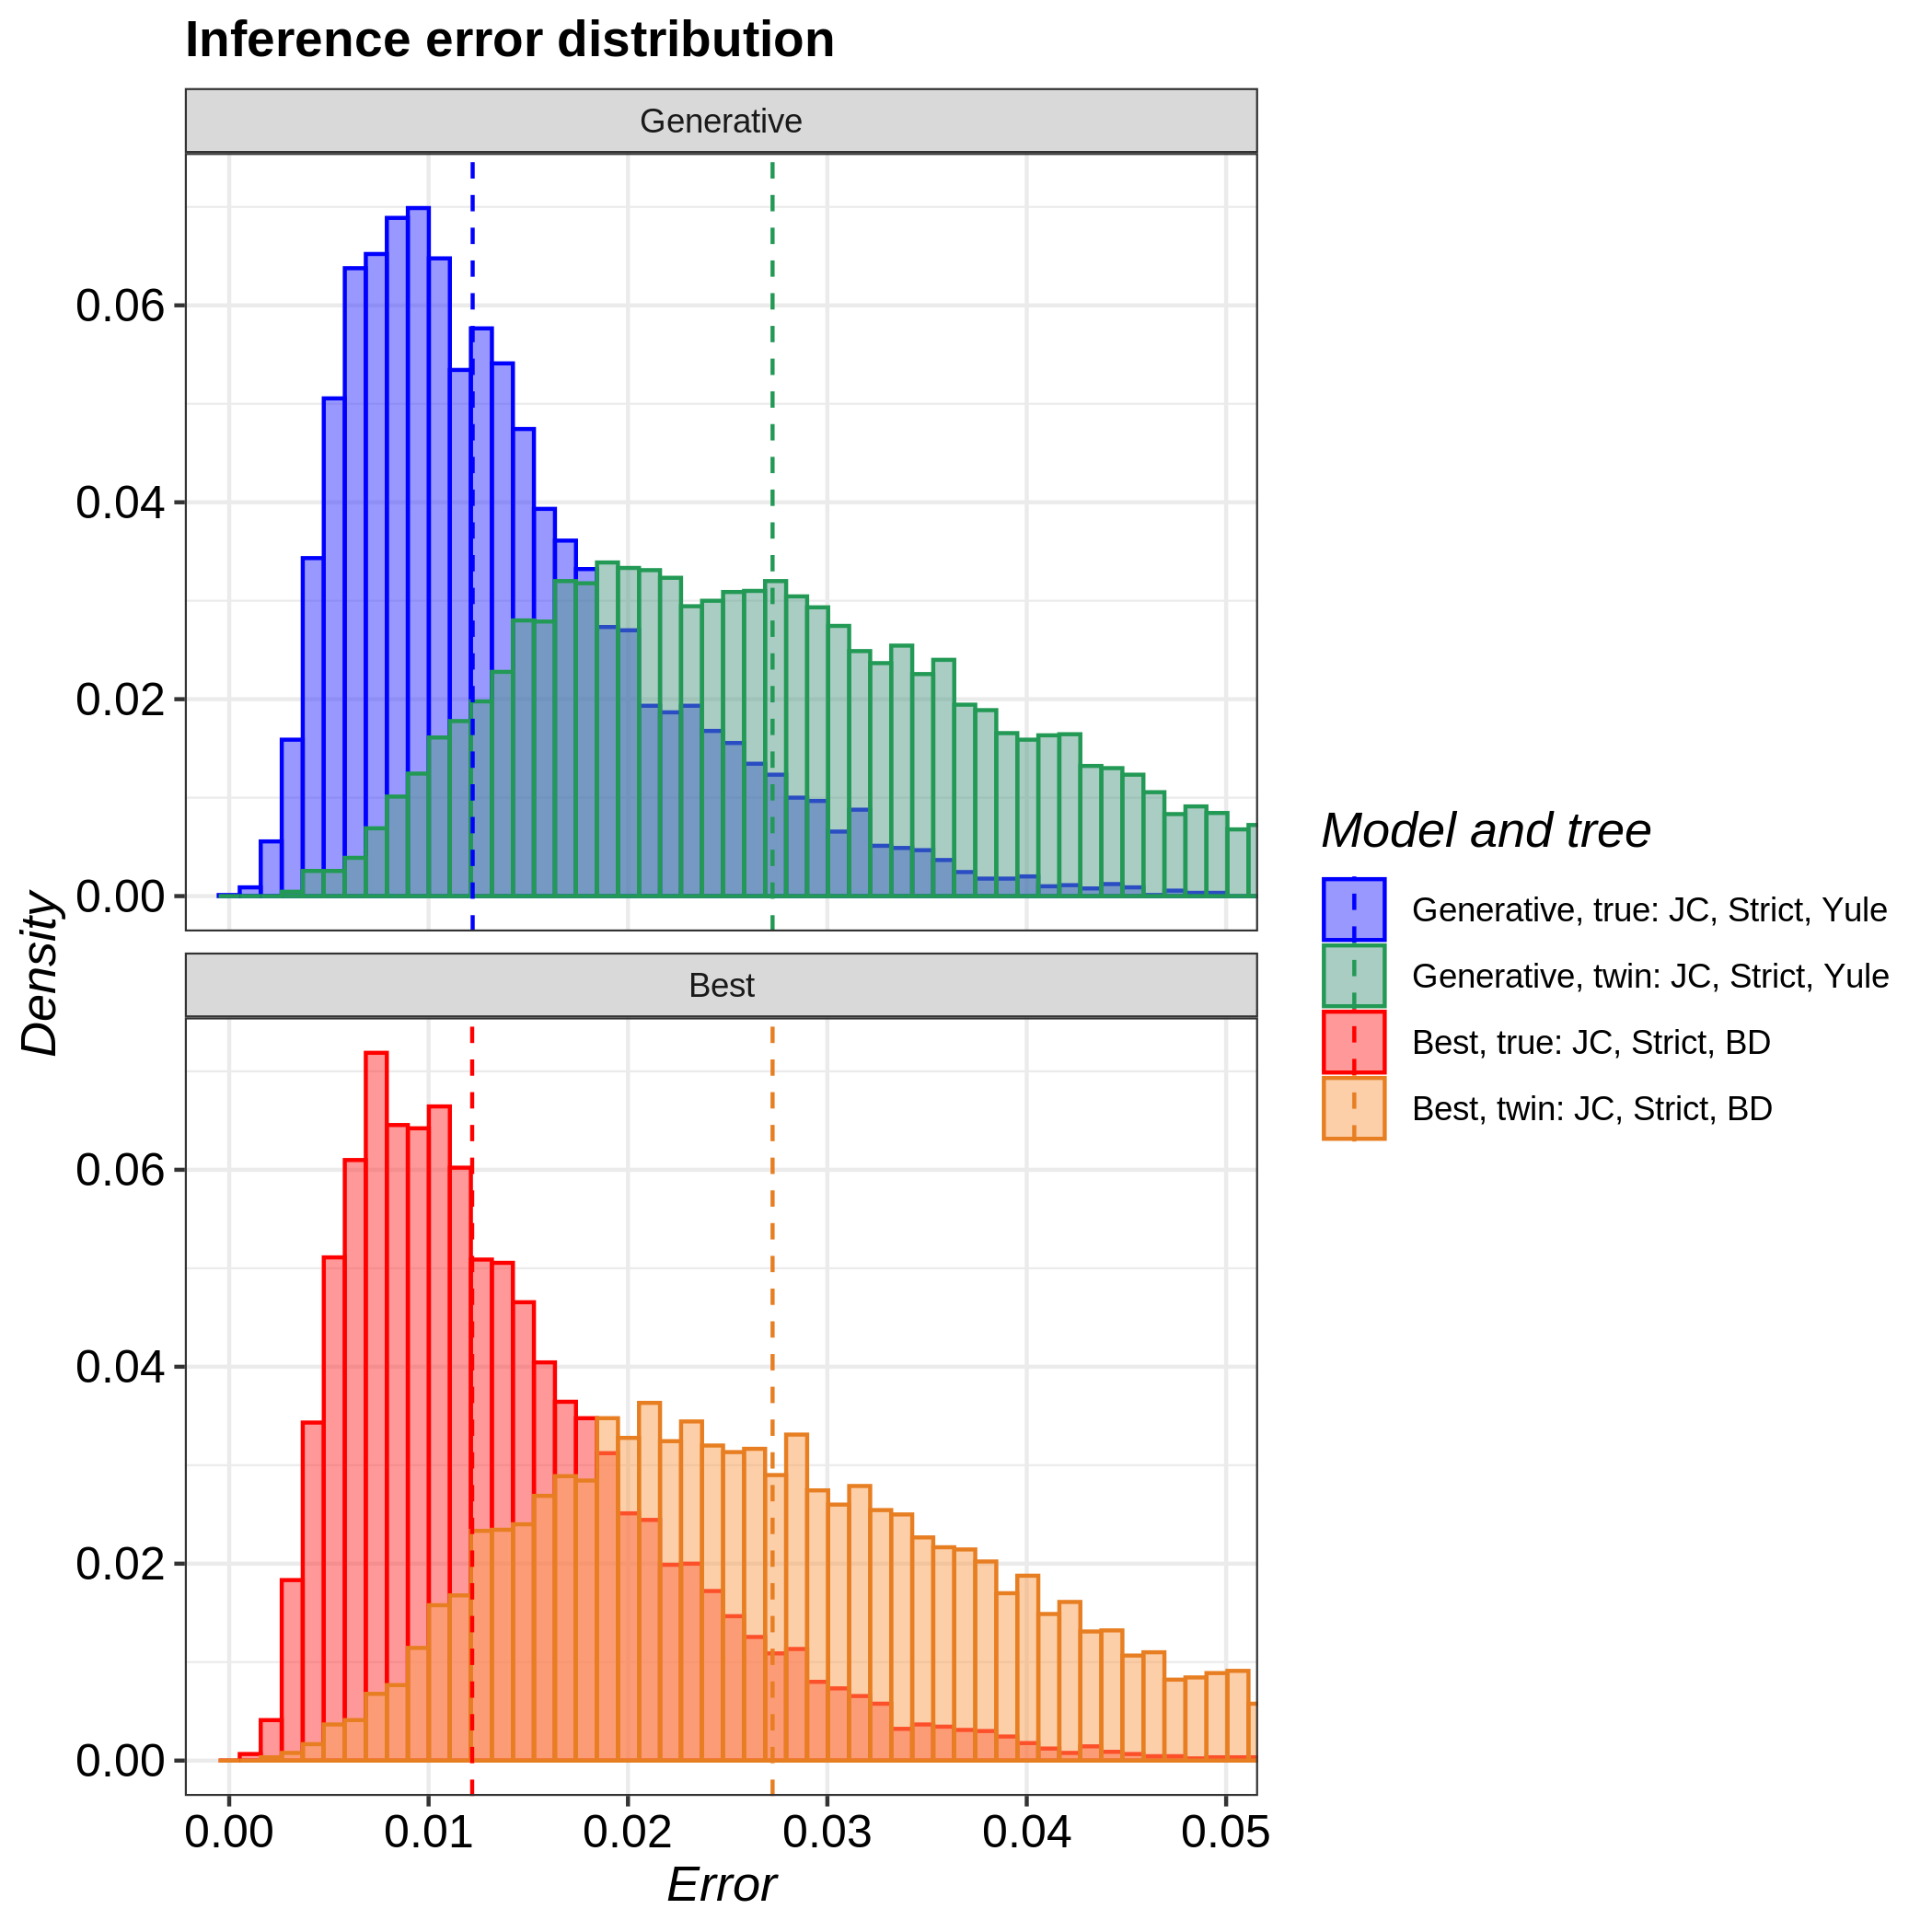 Inference error distribution
Generative
0.06
0.04
0.02
0.00
Best
0.06
0.04
0.02
0.00
0.00 0.01 0.02 0.03 0.04 0.05
Error
Density
Model and tree
Generative, true: JC, Strict, Yule
Generative, twin: JC, Strict, Yule
Best, true: JC, Strict, BD
Best, twin: JC, Strict, BD